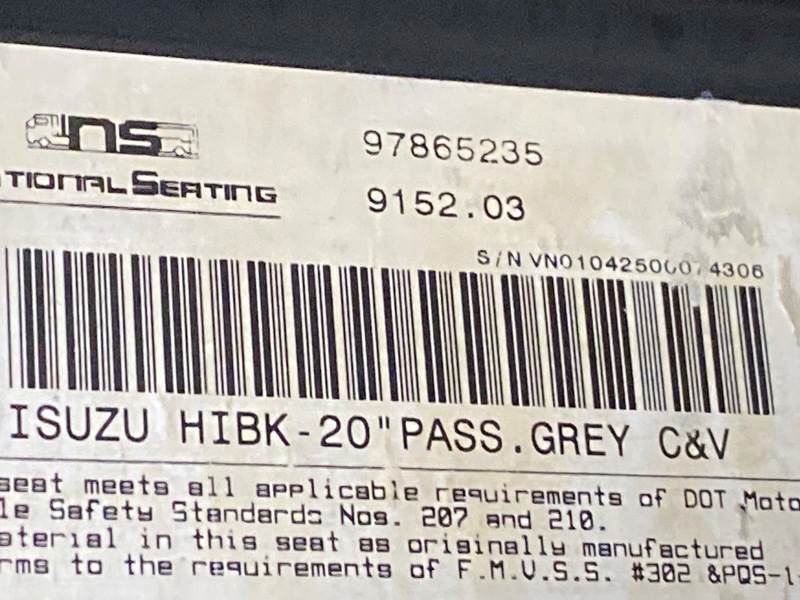 ns
TIONAL SEATING
97865235
9152.03
S/N
ISUZU HIBK-20"PASS.GREY C&V
seat meets all applicable requirements of DOT Moto
le Safety Standards Nos. 207 and 210.
aterial in this seat as originally manufactured
rms to the requirements of F.M.V.S.S. #302 &PQS-1